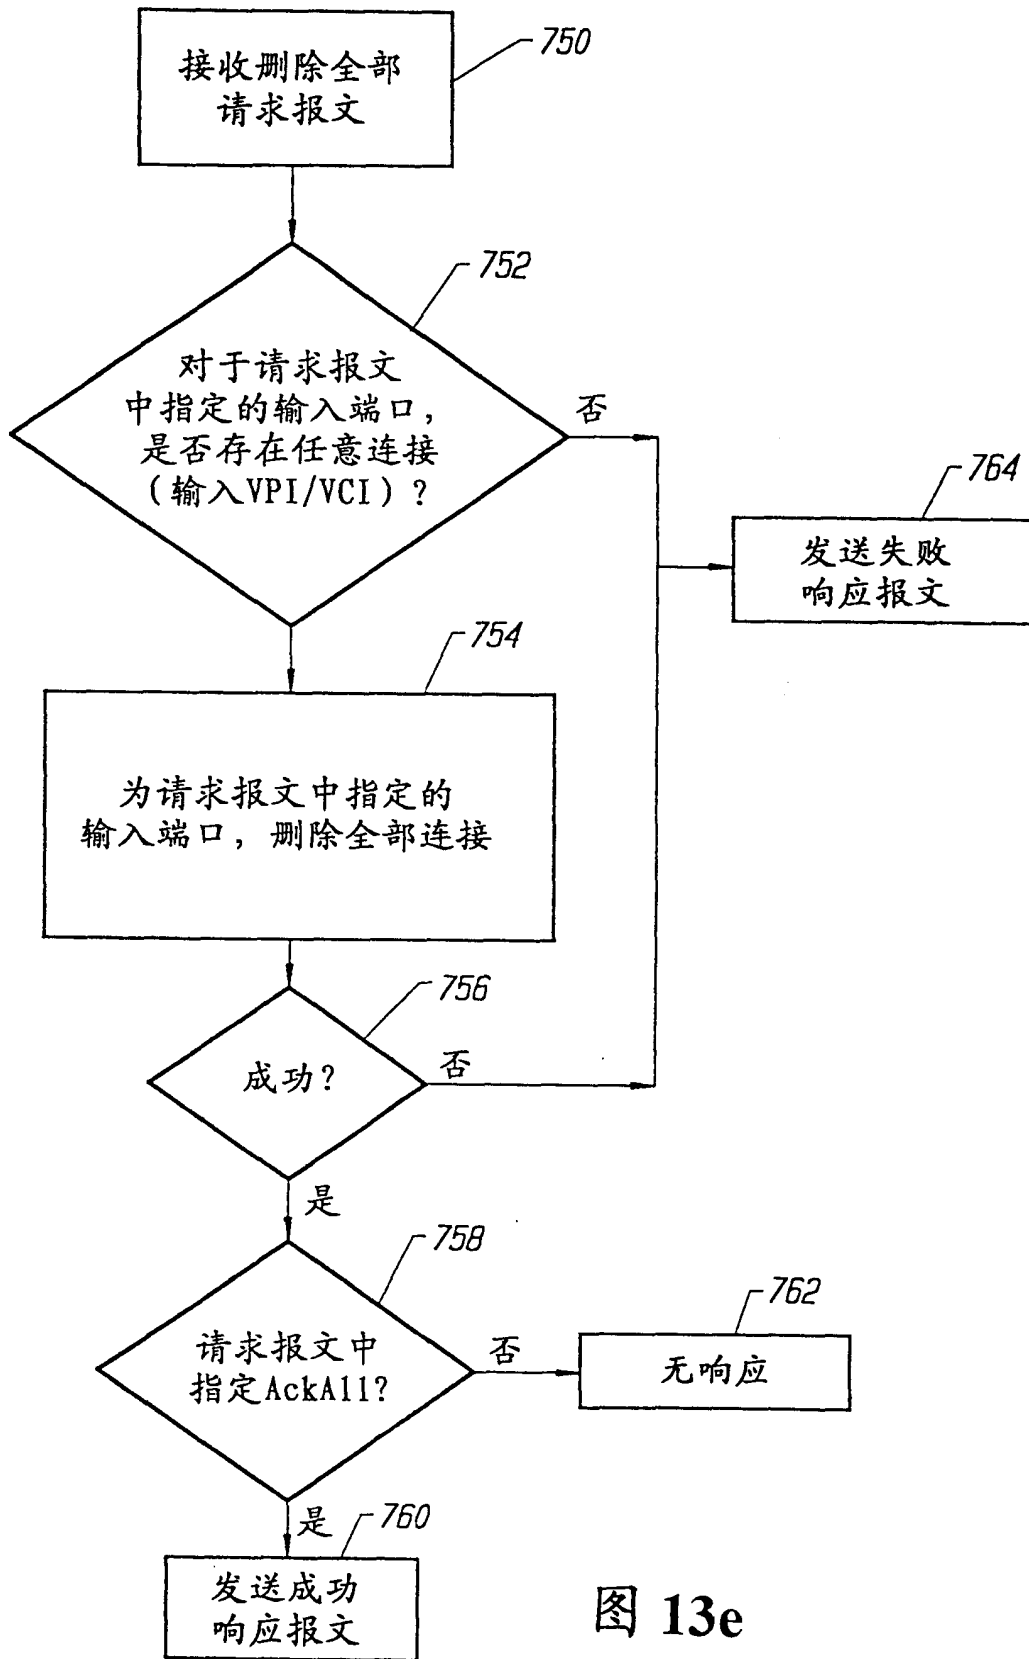 750
接收删除全部
请求报文
752
对于请求报文
中指定的输入端口，
是否存在任意连接
（输入VPI/VCI）？
否
764
发送失败
响应报文
754
为请求报文中指定的
输入端口，删除全部连接
756
成功？
否
是
758
请求报文中
指定AckAll？
否
762
无响应
是
760
发送成功
响应报文
图 13e